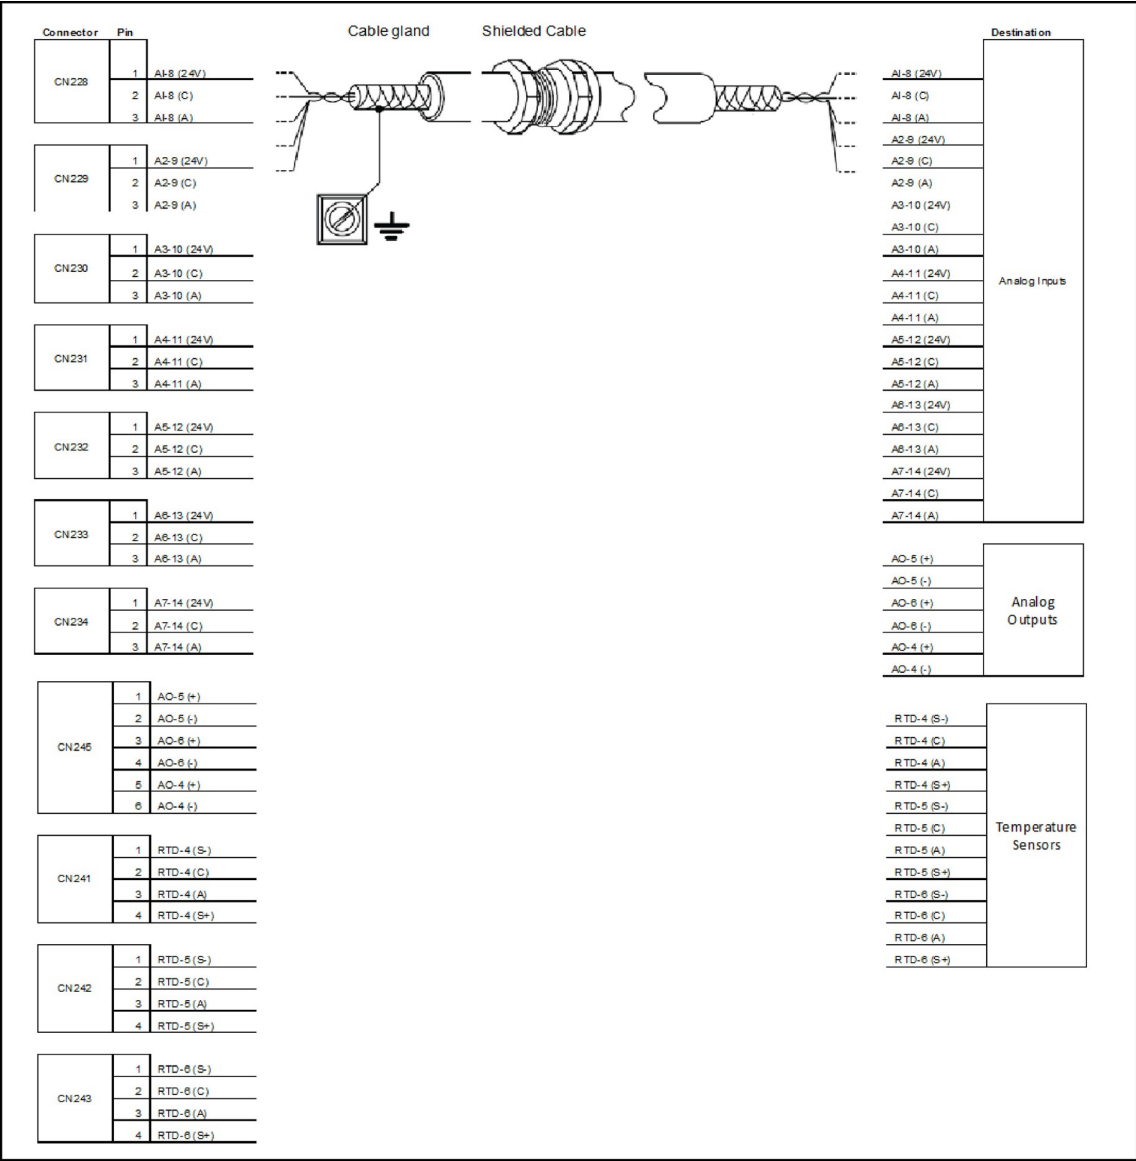 Connector Pin Cable gland Shielded Cable Destination
CN228
1 AI-8 (24V)
2 AI-8 (C)
3 AI-8 (A)
CN229
1 A2-9 (24V)
2 A2-9 (C)
3 A2-9 (A)
CN230
1 A3-10 (24V)
2 A3-10 (C)
3 A3-10 (A)
CN231
1 A4-11 (24V)
2 A4-11 (C)
3 A4-11 (A)
CN232
1 A5-12 (24V)
2 A5-12 (C)
3 A5-12 (A)
CN233
1 A6-13 (24V)
2 A6-13 (C)
3 A6-13 (A)
CN234
1 A7-14 (24V)
2 A7-14 (C)
3 A7-14 (A)
CN245
1 AO-5 (+)
2 AO-5 (-)
3 AO-6 (+)
4 AO-6 (-)
5 AO-4 (+)
6 AO-4 (-)
CN241
1 RTD-4 (S-)
2 RTD-4 (C)
3 RTD-4 (A)
4 RTD-4 (S+)
CN242
1 RTD-5 (S-)
2 RTD-5 (C)
3 RTD-5 (A)
4 RTD-5 (S+)
CN243
1 RTD-6 (S-)
2 RTD-6 (C)
3 RTD-6 (A)
4 RTD-6 (S+)
AI-8 (24V)
AI-8 (C)
AI-8 (A)
A2-9 (24V)
A2-9 (C)
A2-9 (A)
A3-10 (24V)
A3-10 (C)
A3-10 (A)
A4-11 (24V)
A4-11 (C)
A4-11 (A)
A5-12 (24V)
A5-12 (C)
A5-12 (A)
A6-13 (24V)
A6-13 (C)
A6-13 (A)
A7-14 (24V)
A7-14 (C)
A7-14 (A)
Analog Inputs
AO-5 (+)
AO-5 (-)
AO-6 (+)
AO-6 (-)
AO-4 (+)
AO-4 (-)
Analog
Outputs
RTD-4 (S-)
RTD-4 (C)
RTD-4 (A)
RTD-4 (S+)
RTD-5 (S-)
RTD-5 (C)
RTD-5 (A)
RTD-5 (S+)
RTD-6 (S-)
RTD-6 (C)
RTD-6 (A)
RTD-6 (S+)
Temperature
Sensors